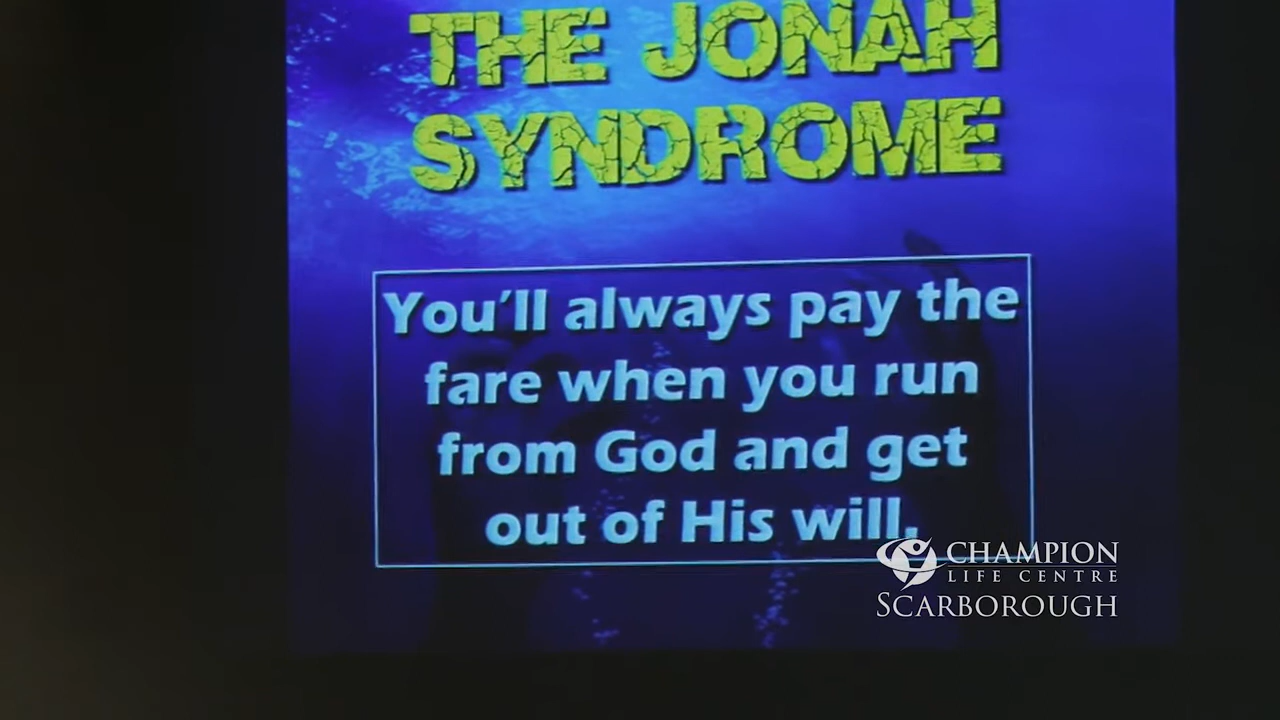 THE JONAH
SYNDROME
You'll always pay the
fare when you run
from God and get
out of His will.
CHAMPION
LIFE CENTRE
SCARBOROUGH